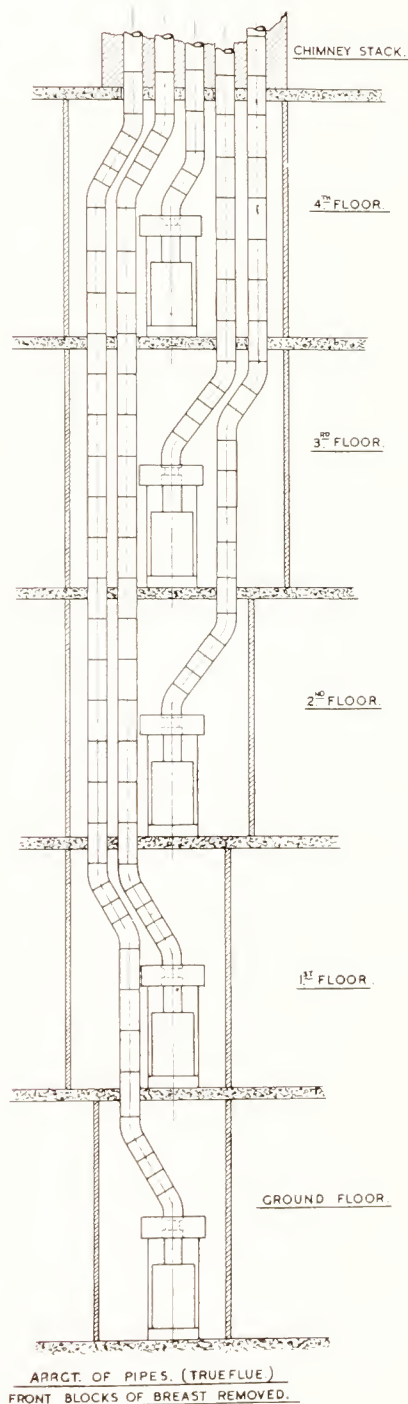 CHIMNEY STACK.
4TH FLOOR.
3RD FLOOR.
2ND FLOOR.
1ST FLOOR.
GROUND FLOOR.
ARRGT. OF PIPES. (TRUEFLUE)
FRONT BLOCKS OF BREAST REMOVED.